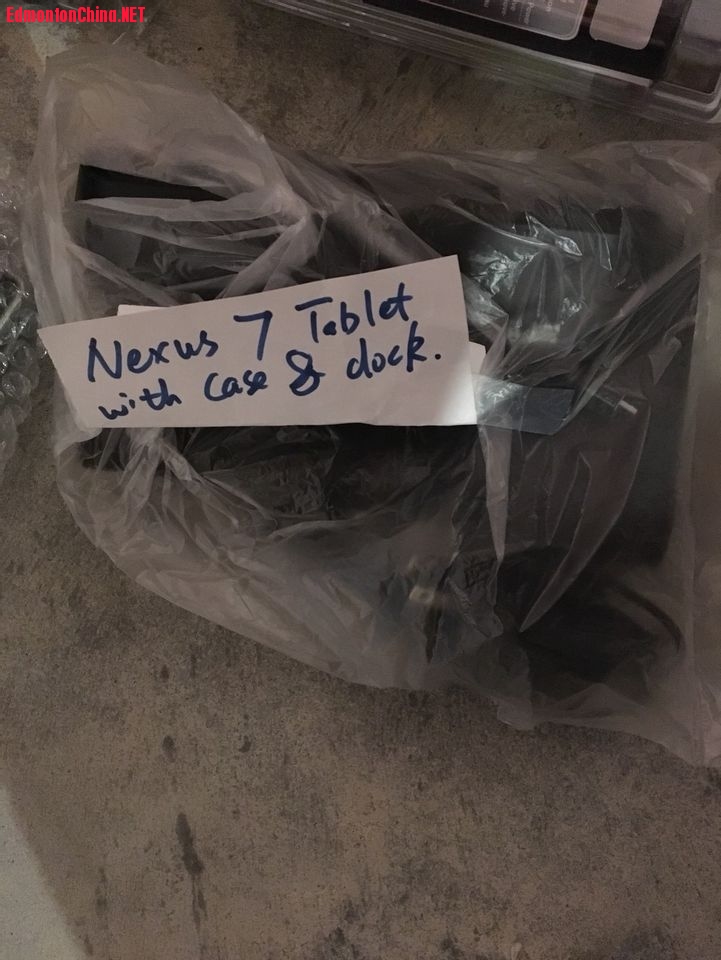 EdmontonChina.NET
Nexus 7 Tablet
with case & dock.